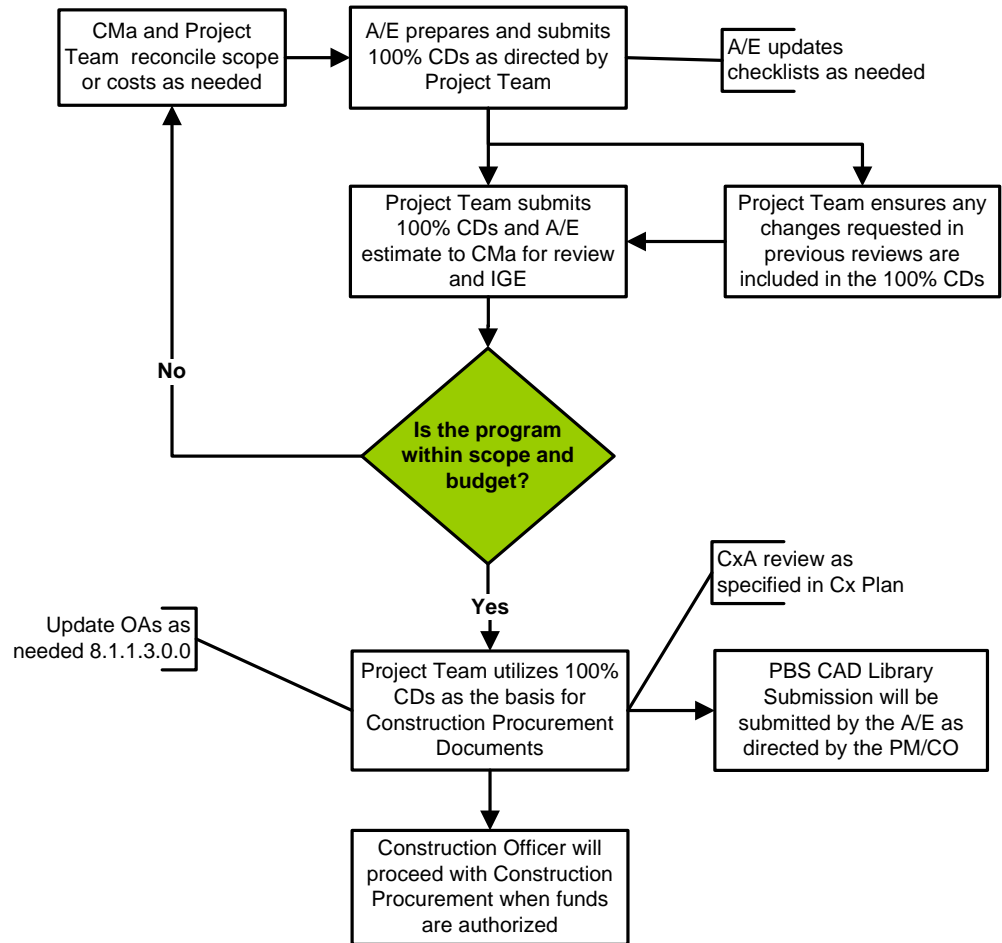 CMa and Project
Team reconcile scope
or costs as needed
A/E prepares and submits
100% CDs as directed by
Project Team
A/E updates
checklists as needed
Project Team submits
100% CDs and A/E
estimate to CMa for review
and IGE
Project Team ensures any
changes requested in
previous reviews are
included in the 100% CDs
No
Is the program
within scope and
budget?
Yes
CxA review as
specified in Cx Plan
Update OAs as
needed 8.1.1.3.0.0
Project Team utilizes 100%
CDs as the basis for
Construction Procurement
Documents
PBS CAD Library
Submission will be
submitted by the A/E as
directed by the PM/CO
Construction Officer will
proceed with Construction
Procurement when funds
are authorized